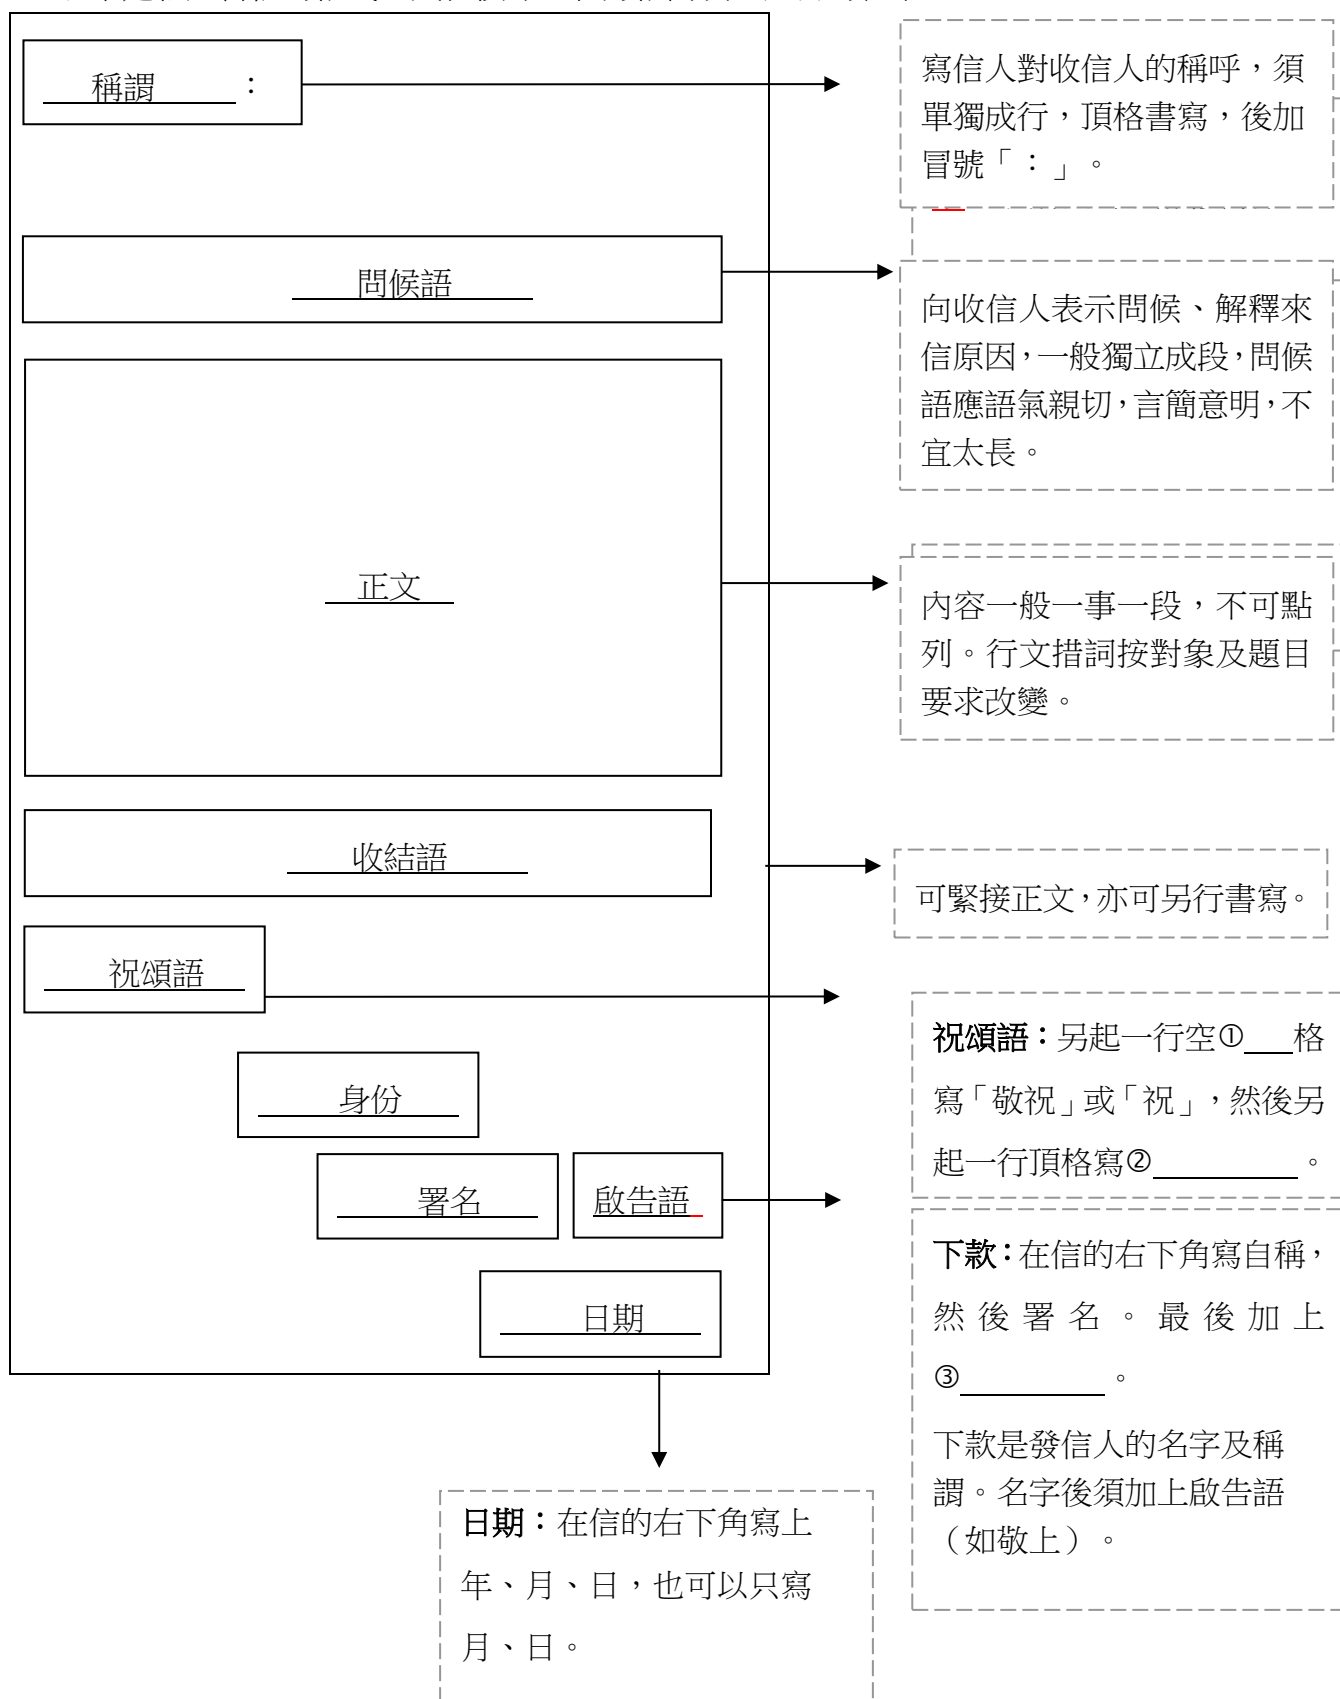 稱謂：
寫信人對收信人的稱呼，須
單獨成行，頂格書寫，後加
冒號「：」。
問候語
向收信人表示問候、解釋來
信原因，一般獨立成段，問候
語應語氣親切，言簡意明，不
宜太長。
正文
內容一般一事一段，不可點
列。行文措詞按對象及題目
要求改變。
收結語
可緊接正文，亦可另行書寫。
祝頌語
祝頌語：另起一行空①___格
寫「敬祝」或「祝」，然後另
起一行頂格寫②_________。
身份
署名
啟告語
下款：在信的右下角寫自稱，
然後署名。最後加上
③_________。
下款是發信人的名字及稱
謂。名字後須加上啟告語
（如敬上）。
日期
日期：在信的右下角寫上
年、月、日，也可以只寫
月、日。